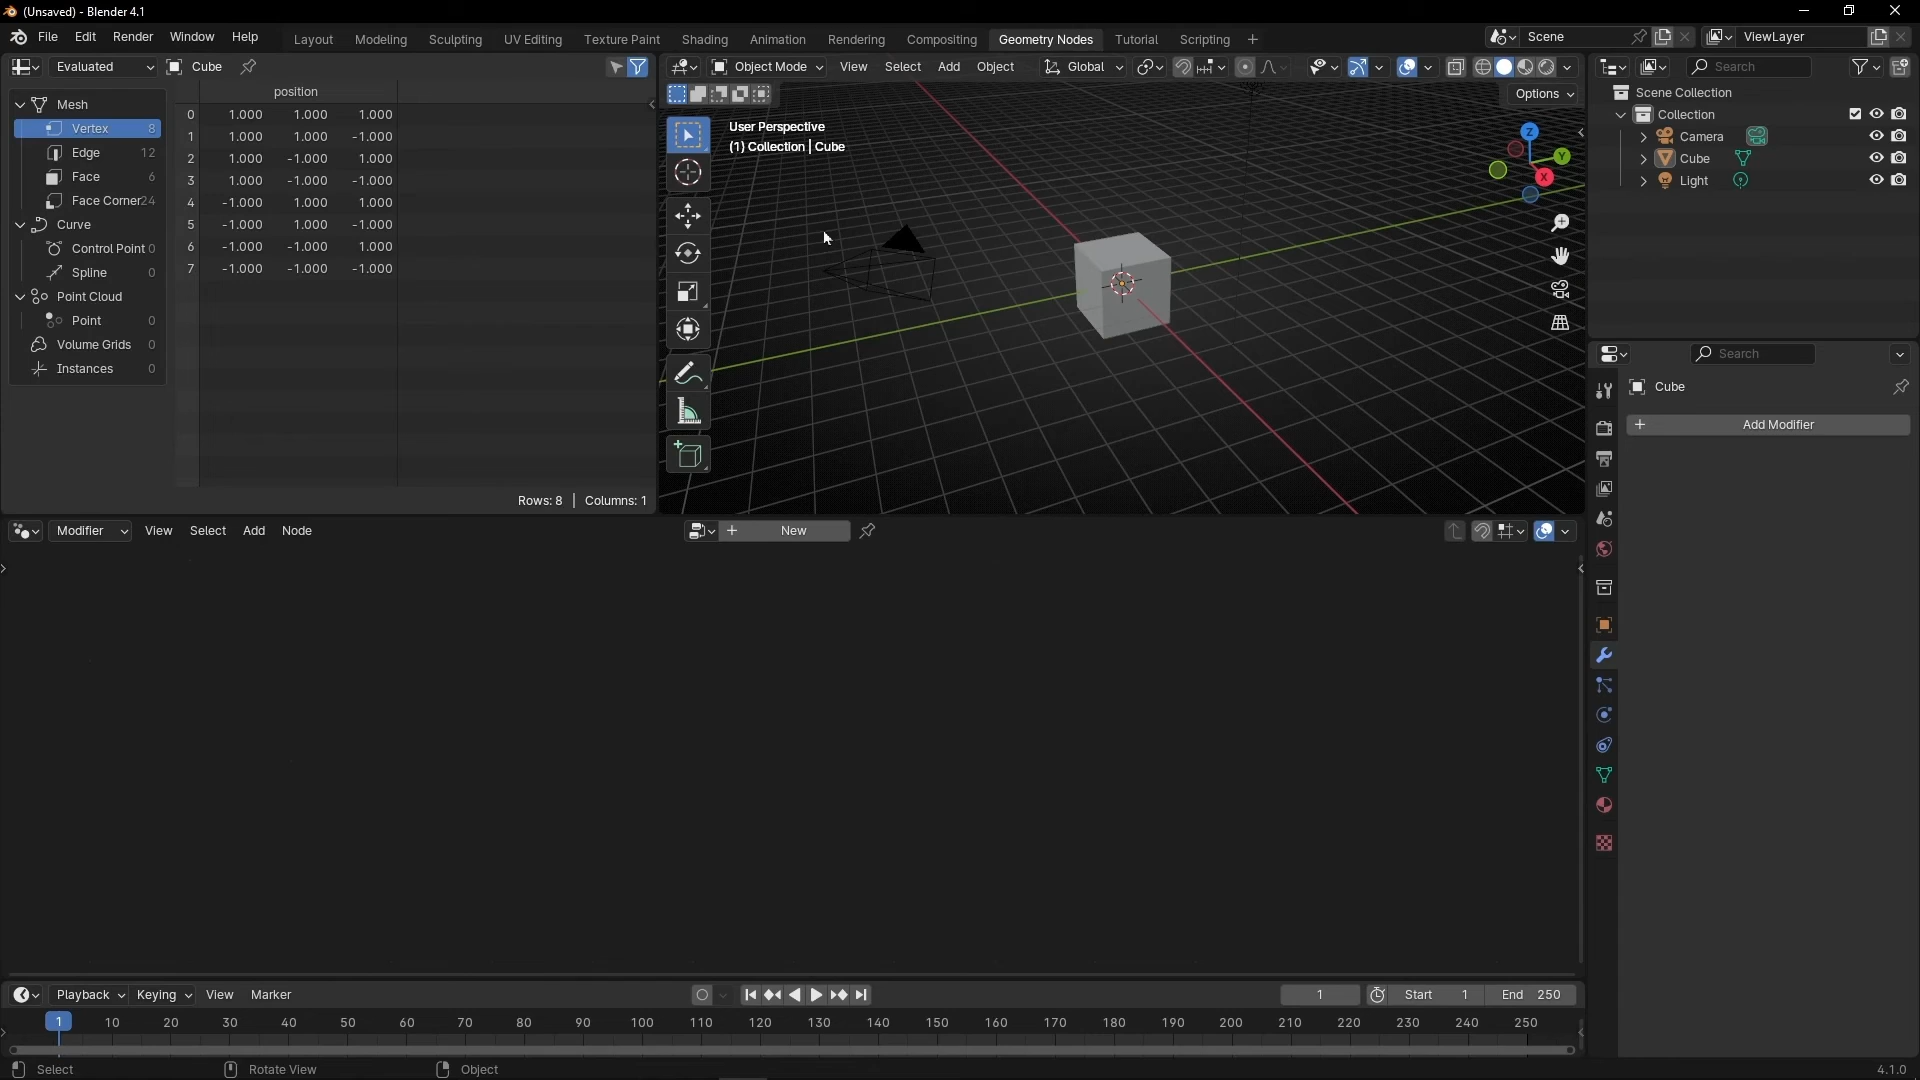 (Unsaved) - Blender 4.1
File Edit Render Window Help Layout Modeling Sculpting UV Editing Texture Paint Shading Animation Rendering Compositing Geometry Nodes Tutorial Scripting + Scene ViewLayer
Evaluated Cube
Object Mode View Select Add Object Global
Search
position
Options
Mesh
Vertex 8
Edge 12
Face 6
Face Corner 24
Curve
Control Point 0
Spline 0
Point Cloud
Point 0
Volume Grids 0
Instances 0
0 1.000 1.000 1.000
1 1.000 1.000 -1.000
2 1.000 -1.000 1.000
3 1.000 -1.000 -1.000
4 -1.000 1.000 1.000
5 -1.000 1.000 -1.000
6 -1.000 -1.000 1.000
7 -1.000 -1.000 -1.000
Rows: 8 | Columns: 1
User Perspective
(1) Collection | Cube
Z
Y
X
Scene Collection
Collection
Camera
Cube
Light
Search
Cube
+ Add Modifier
Modifier View Select Add Node + New
Playback Keying View Marker 1 Start 1 End 250
1 10 20 30 40 50 60 70 80 90 100 110 120 130 140 150 160 170 180 190 200 210 220 230 240 250
Select Rotate View Object 4.1.0